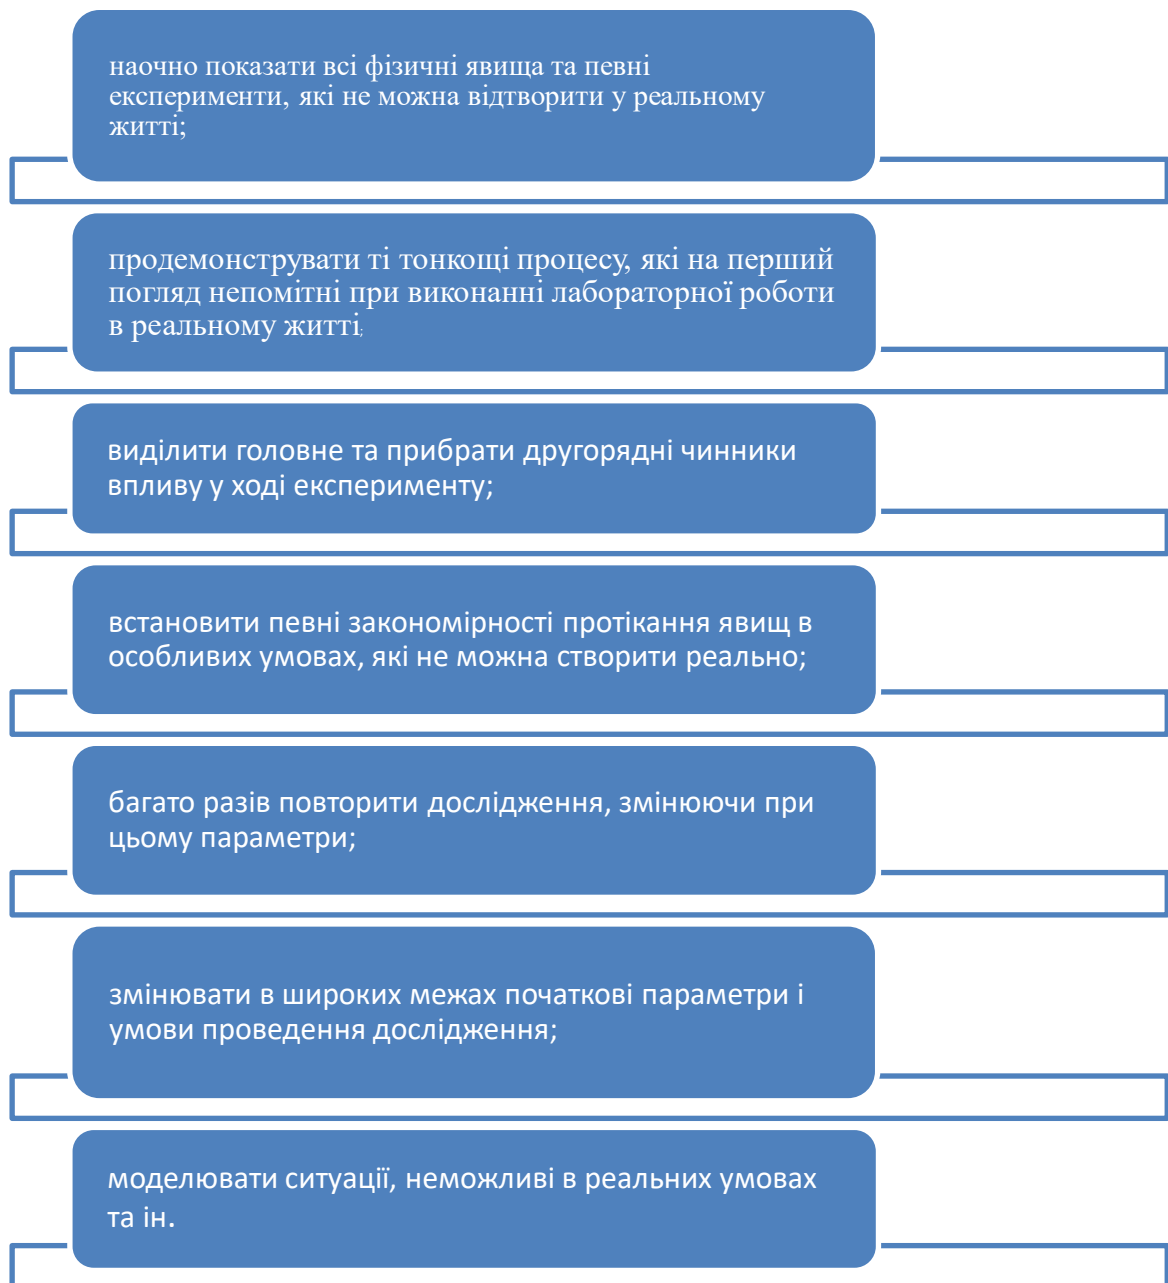 наочно показати всі фізичні явища та певні
експерименти, які не можна відтворити у реальному
житті;
продемонструвати ті тонкощі процесу, які на перший
погляд непомітні при виконанні лабораторної роботи
в реальному житті;
виділити головне та прибрати другорядні чинники
впливу у ході експерименту;
встановити певні закономірності протікання явищ в
особливих умовах, які не можна створити реально;
багато разів повторити дослідження, змінюючи при
цьому параметри;
змінювати в широких межах початкові параметри і
умови проведення дослідження;
моделювати ситуації, неможливі в реальних умовах
та ін.